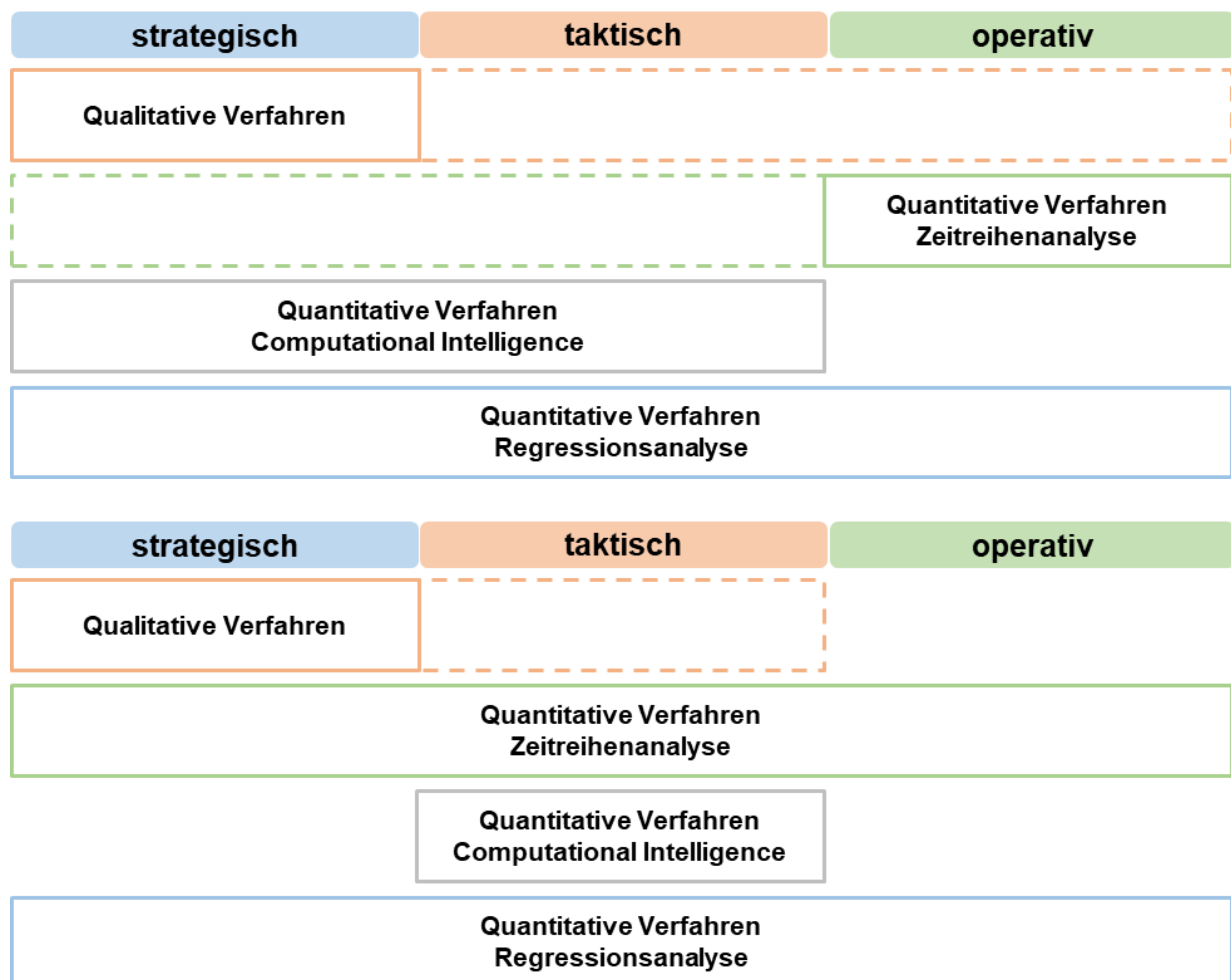 strategisch taktisch operativ
Qualitative Verfahren
Quantitative Verfahren
Zeitreihenanalyse
Quantitative Verfahren
Computational Intelligence
Quantitative Verfahren
Regressionsanalyse
strategisch taktisch operativ
Qualitative Verfahren
Quantitative Verfahren
Zeitreihenanalyse
Quantitative Verfahren
Computational Intelligence
Quantitative Verfahren
Regressionsanalyse